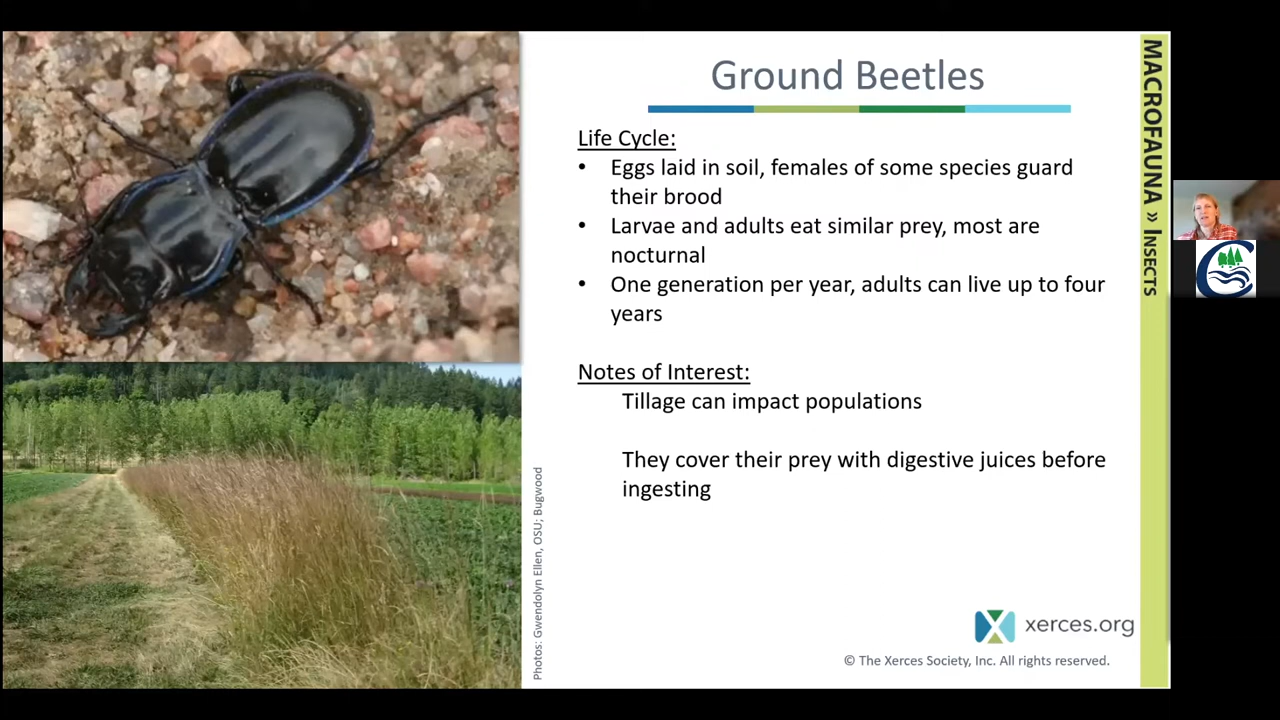 Ground Beetles
Life Cycle:
• Eggs laid in soil, females of some species guard
their brood
• Larvae and adults eat similar prey, most are
nocturnal
• One generation per year, adults can live up to four
years
Notes of Interest:
Tillage can impact populations
They cover their prey with digestive juices before
ingesting
Photos: Gwendolyn Ellen, OSU; Bugwood
xerces.org
© The Xerces Society, Inc. All rights reserved.
MACROFAUNA » INSECTS